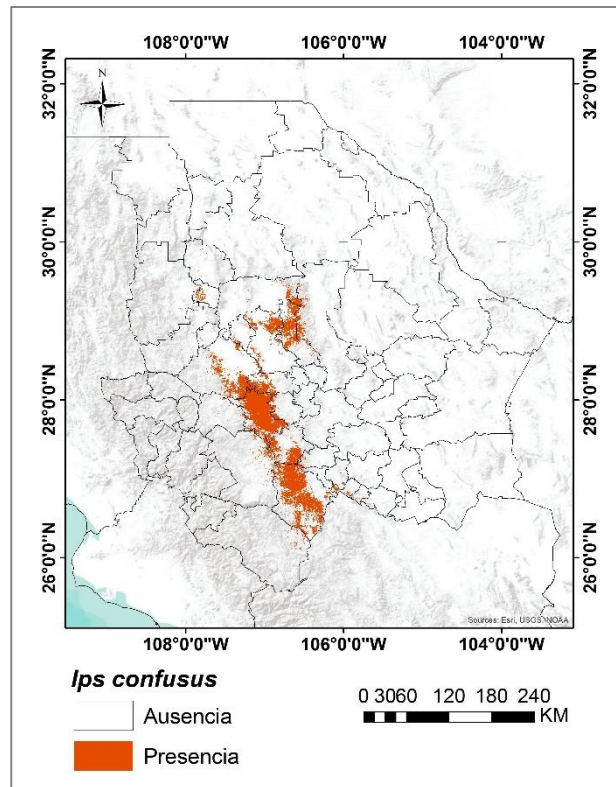 108°0'0"W 106°0'0"W 104°0'0"W
N
32°0'0"N 32°0'0"N
30°0'0"N 30°0'0"N
28°0'0"N 28°0'0"N
26°0'0"N 26°0'0"N
Sources: Esri, USGS, NOAA
108°0'0"W 106°0'0"W 104°0'0"W
Ips confusus
Ausencia
Presencia
0 30 60 120 180 240
KM